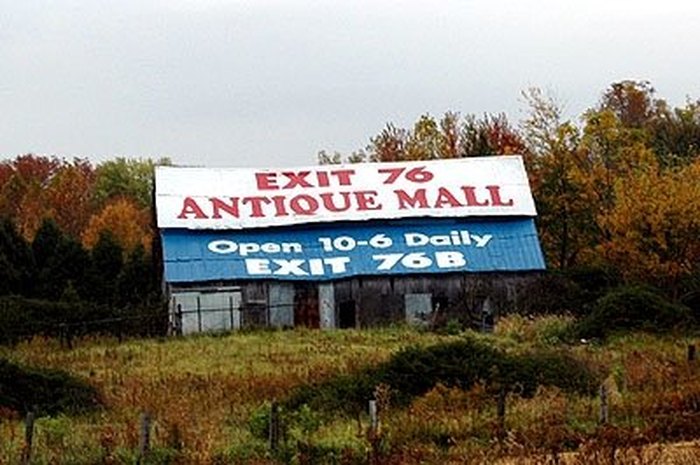 EXIT 76
ANTIQUE MALL
Open 10-6 Daily
EXIT 76B